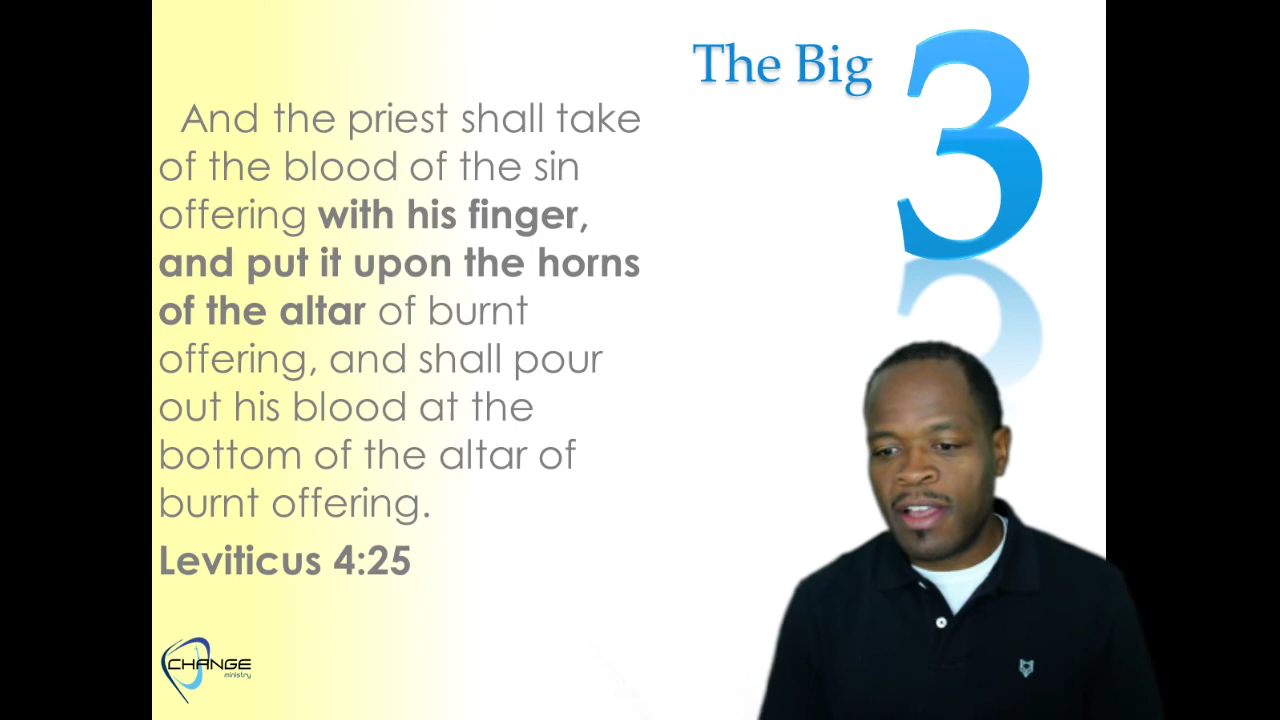 The Big 3
And the priest shall take
of the blood of the sin
offering with his finger,
and put it upon the horns
of the altar of burnt
offering, and shall pour
out his blood at the
bottom of the altar of
burnt offering.
Leviticus 4:25
CHANGE
ministry